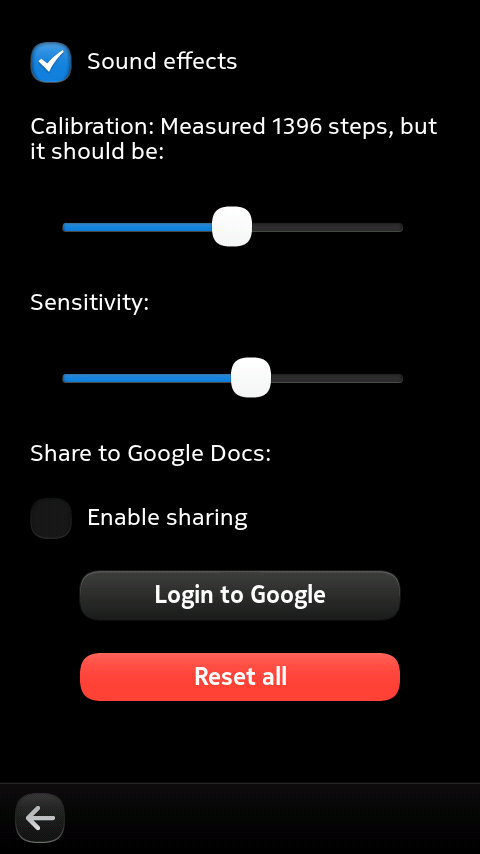 Sound effects
Calibration: Measured 1396 steps, but
it should be:
Sensitivity:
Share to Google Docs:
Enable sharing
Login to Google
Reset all